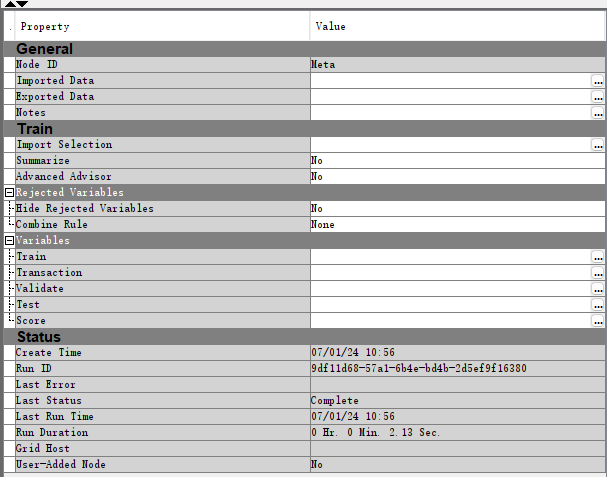 . Property Value
General
Node ID Meta
Imported Data ...
Exported Data ...
Notes ...
Train
Import Selection ...
Summarize No
Advanced Advisor No
Rejected Variables
Hide Rejected Variables No
Combine Rule None
Variables
Train ...
Transaction ...
Validate ...
Test ...
Score ...
Status
Create Time 07/01/24 10:56
Run ID 9df11d68-57a1-6b4e-bd4b-2d5ef9f16380
Last Error
Last Status Complete
Last Run Time 07/01/24 10:56
Run Duration 0 Hr. 0 Min. 2.13 Sec.
Grid Host
User-Added Node No